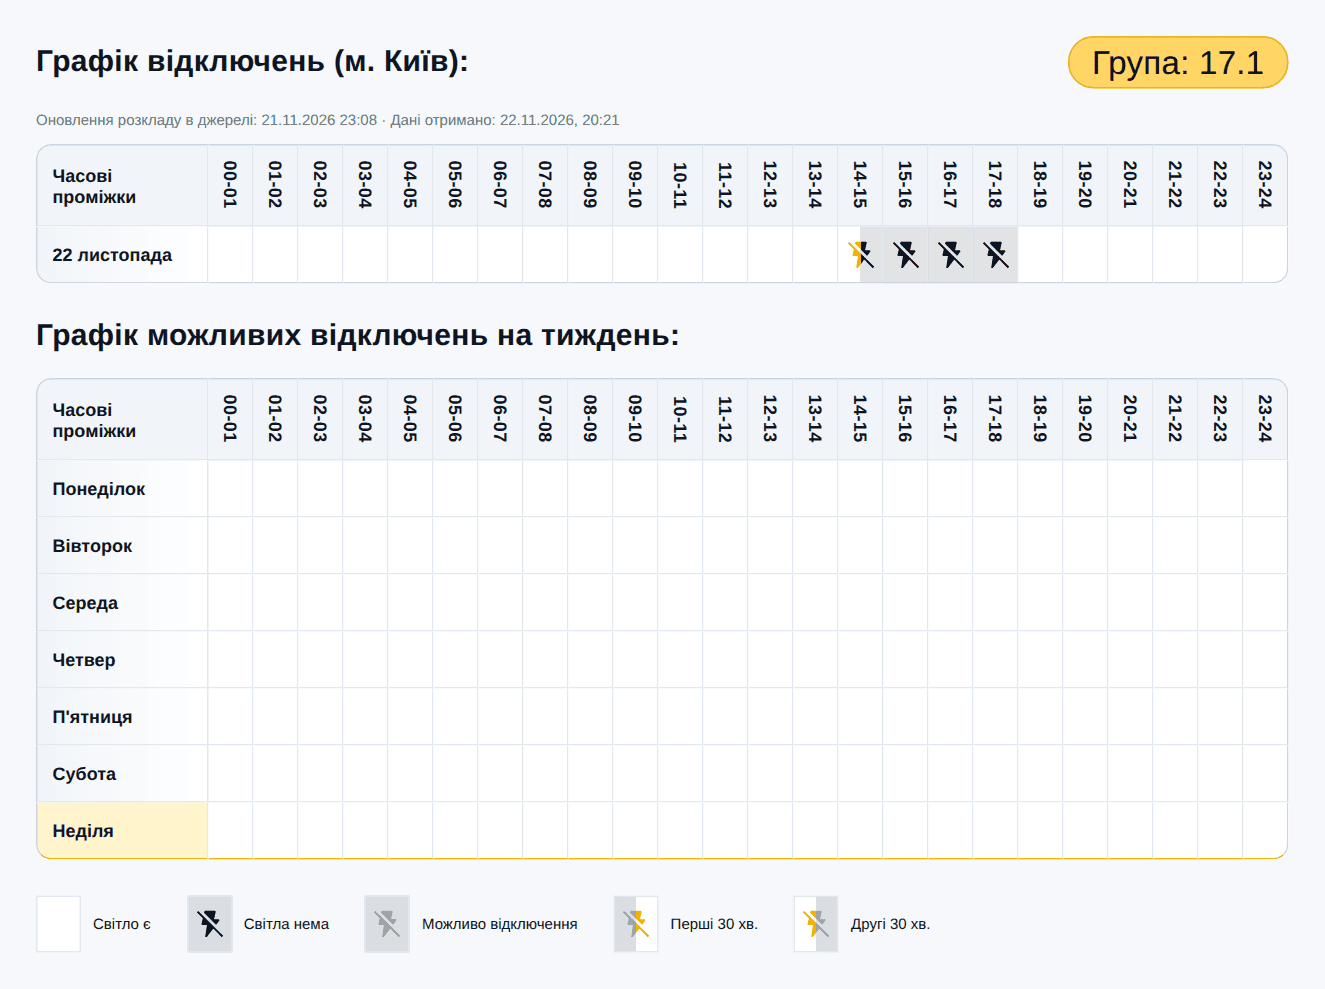 Графік відключень (м. Київ):
Група: 17.1
Оновлення розкладу в джерелі: 21.11.2026 23:08 · Дані отримано: 22.11.2026, 20:21
Часові проміжки 00-01 01-02 02-03 03-04 04-05 05-06 06-07 07-08 08-09 09-10 10-11 11-12 12-13 13-14 14-15 15-16 16-17 17-18 18-19 19-20 20-21 21-22 22-23 23-24
22 листопада
Графік можливих відключень на тиждень:
Часові проміжки 00-01 01-02 02-03 03-04 04-05 05-06 06-07 07-08 08-09 09-10 10-11 11-12 12-13 13-14 14-15 15-16 16-17 17-18 18-19 19-20 20-21 21-22 22-23 23-24
Понеділок
Вівторок
Середа
Четвер
П'ятниця
Субота
Неділя
Світло є Світла нема Можливо відключення Перші 30 хв. Другі 30 хв.